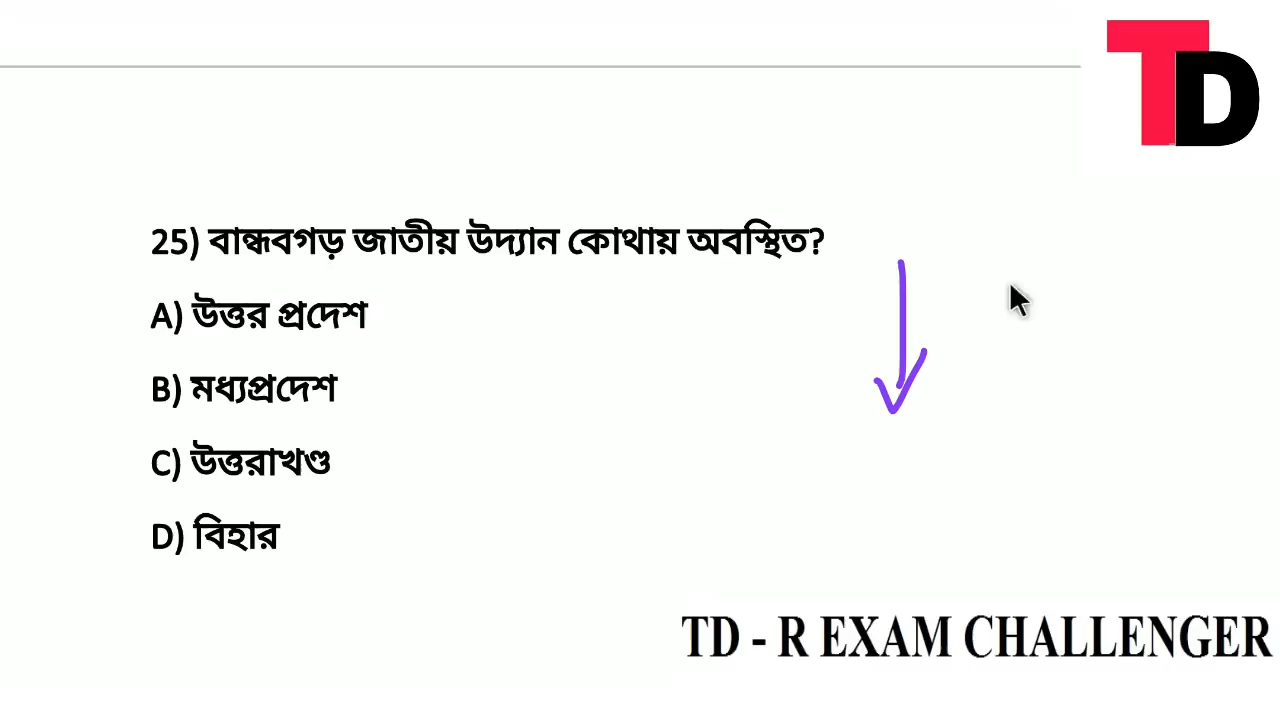 TD
25) বান্ধবগড় জাতীয় উদ্যান কোথায় অবস্থিত?
A) উত্তর প্রদেশ
B) মধ্যপ্রদেশ
C) উত্তরাখণ্ড
D) বিহার
TD - R EXAM CHALLENGER